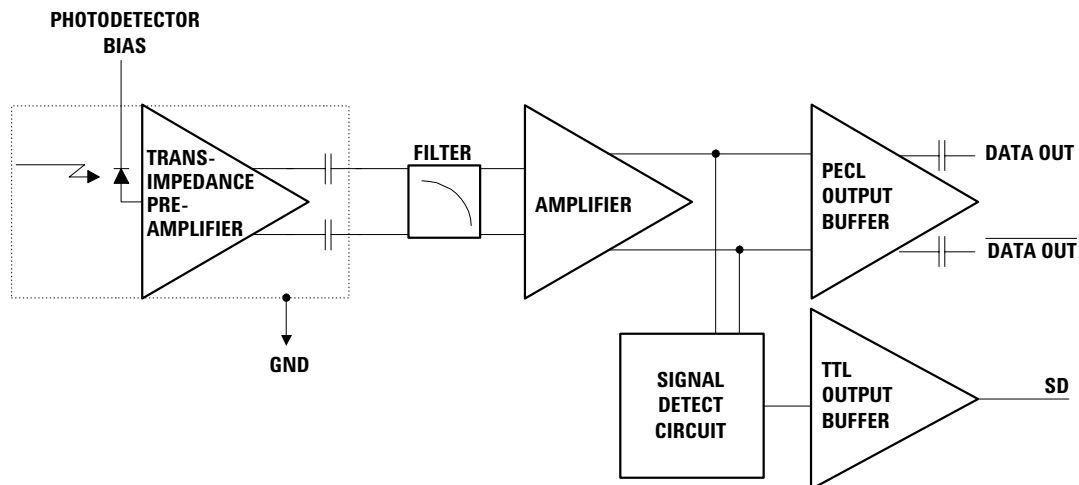 PHOTODETECTOR
BIAS
TRANS-
IMPEDANCE
PRE-
AMPLIFIER
FILTER
AMPLIFIER
PECL
OUTPUT
BUFFER
DATA OUT
DATA OUT
GND
SIGNAL
DETECT
CIRCUIT
TTL
OUTPUT
BUFFER
SD